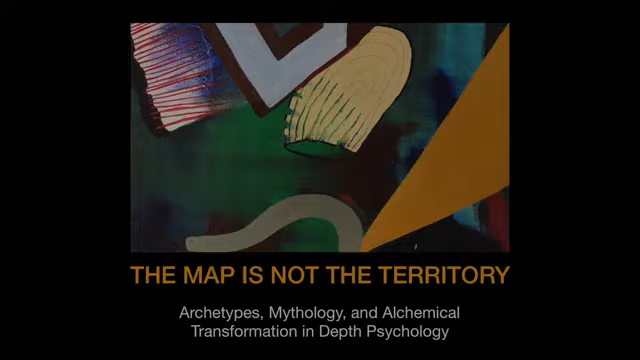 THE MAP IS NOT THE TERRITORY
Archetypes, Mythology, and Alchemical
Transformation in Depth Psychology